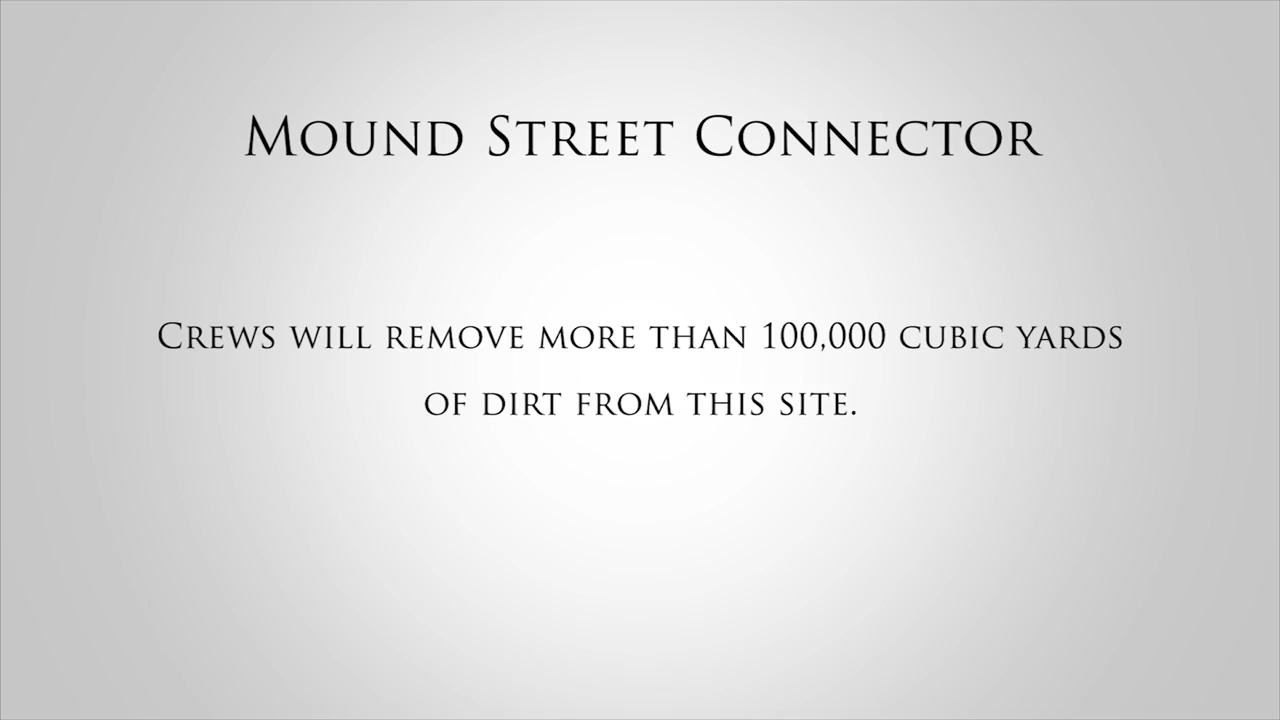 Mound Street Connector
Crews will remove more than 100,000 cubic yards
of dirt from this site.